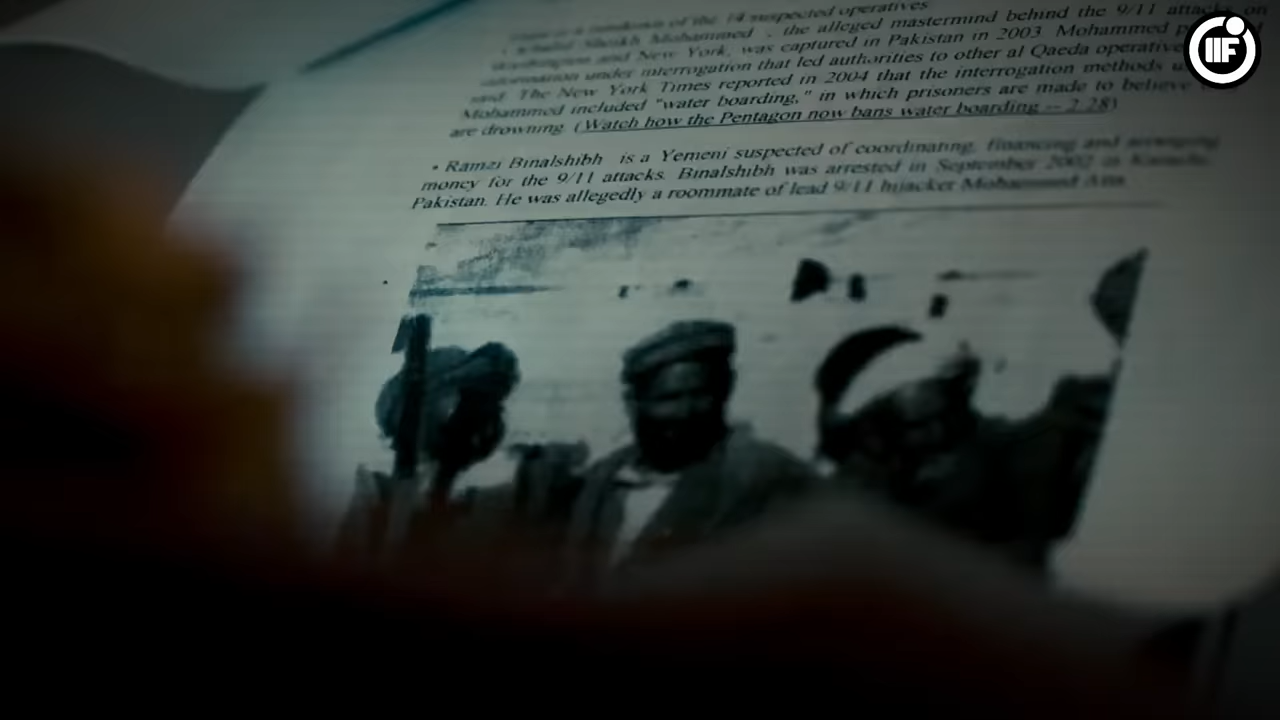 of the 14 suspected operatives
Sheikh Mohammed , the alleged mastermind behind the 9/11 attacks on
Washington and New York, was captured in Pakistan in 2003. Mohammed
information under interrogation that led authorities to other al Qaeda operatives
The New York Times reported in 2004 that the interrogation methods
Mohammed included "water boarding," in which prisoners are made to believe
are drowning. (Watch how the Pentagon now bans water boarding -- 2:28)
• Ramzi Binalshibh is a Yemeni suspected of coordinating, financing and arranging
money for the 9/11 attacks. Binalshibh was arrested in September 2002 in Karachi,
Pakistan. He was allegedly a roommate of lead 9/11 hijacker Mohammed Atta.